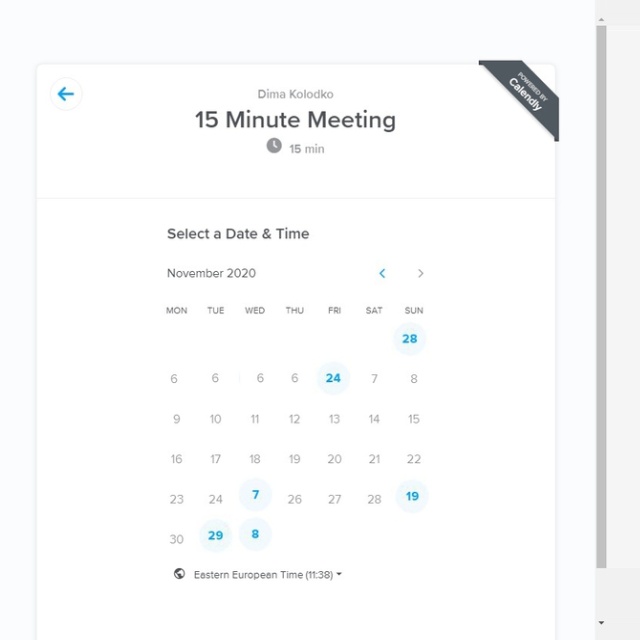 Dima Kolodko
POWERED BY
Calendly
15 Minute Meeting
15 min
Select a Date & Time
November 2020
MON TUE WED THU FRI SAT SUN
28
6 6 6 6 24 7 8
9 10 11 12 13 14 15
16 17 18 19 20 21 22
23 24 7 26 27 28 19
30 29 8
Eastern European Time (11:38)